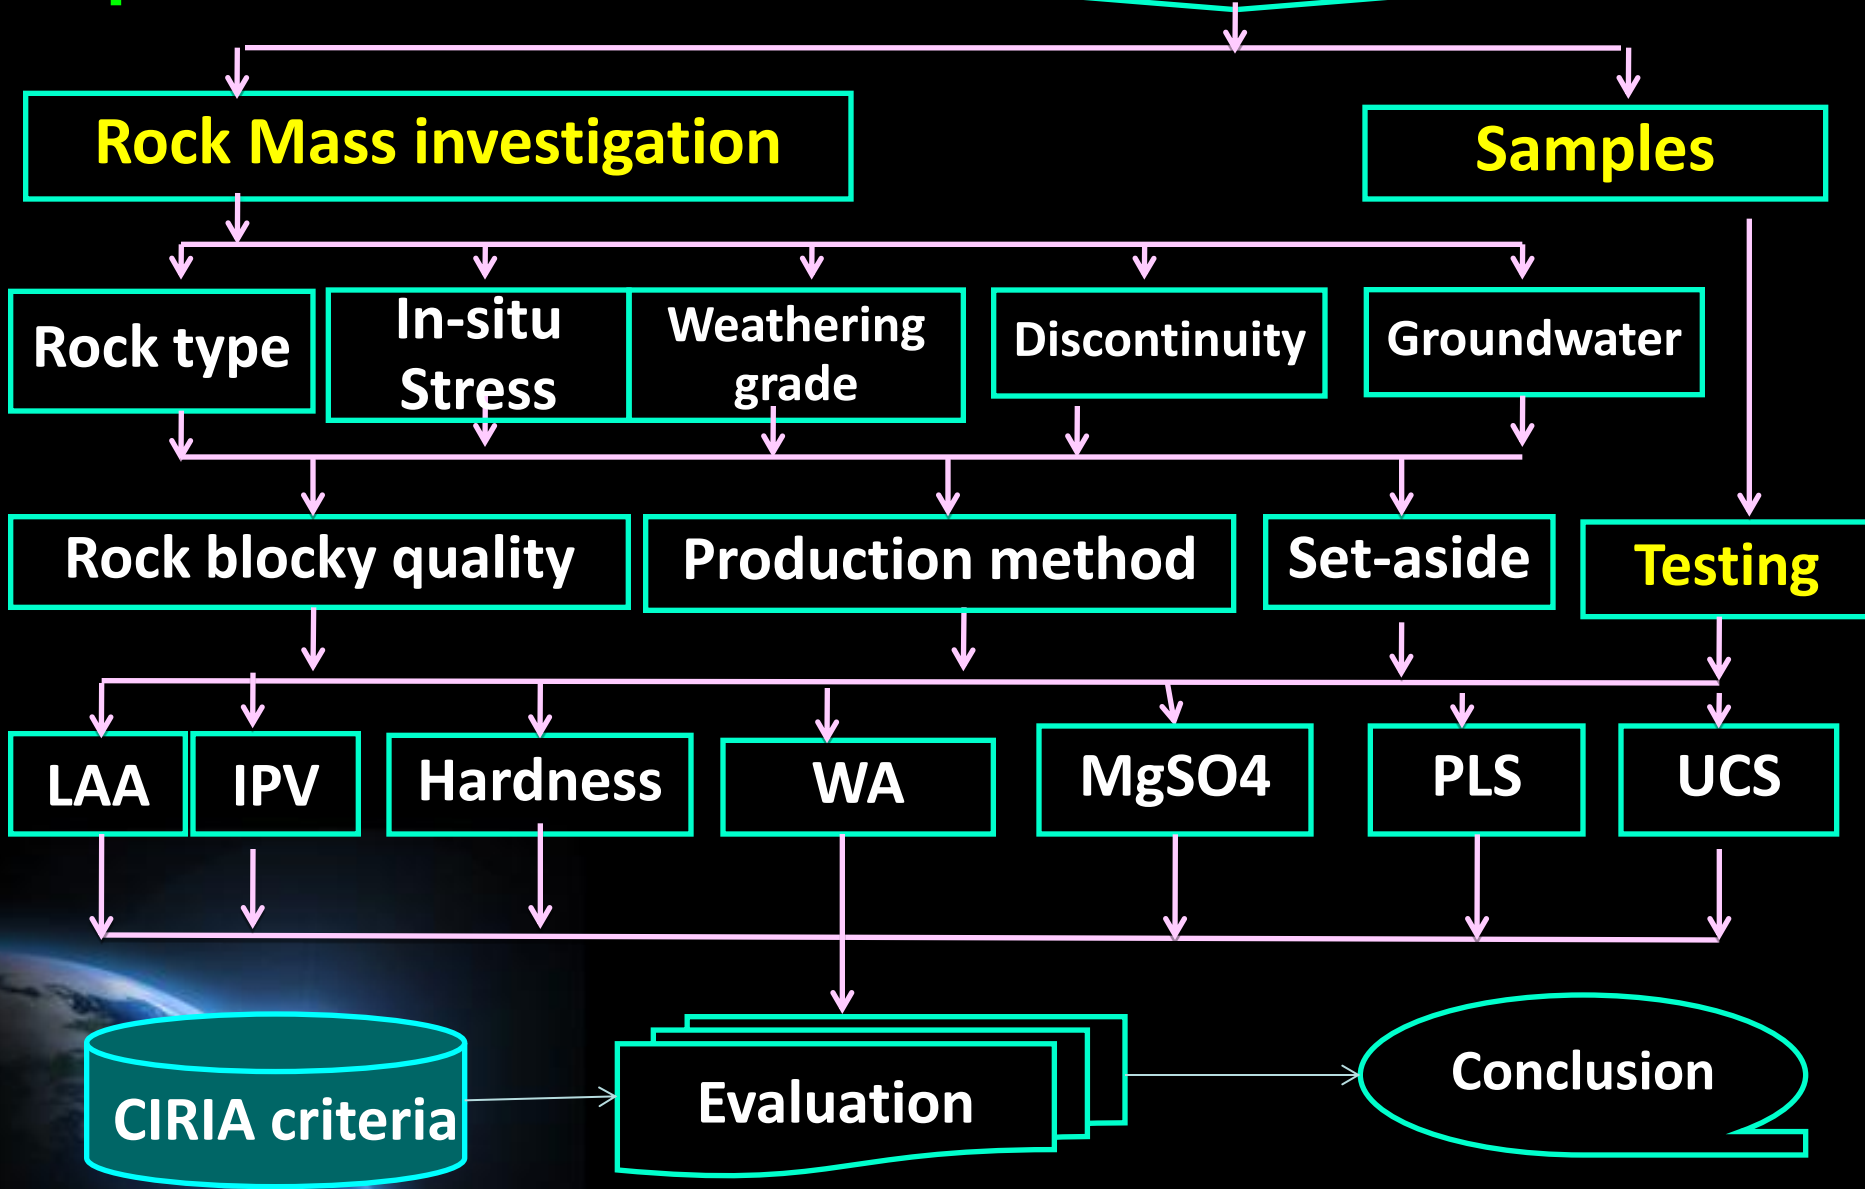 Rock Mass investigation
Samples
Rock type
In-situ
Stress
Weathering
grade
Discontinuity
Groundwater
Rock blocky quality
Production method
Set-aside
Testing
LAA
IPV
Hardness
WA
MgSO4
PLS
UCS
CIRIA criteria
Evaluation
Conclusion